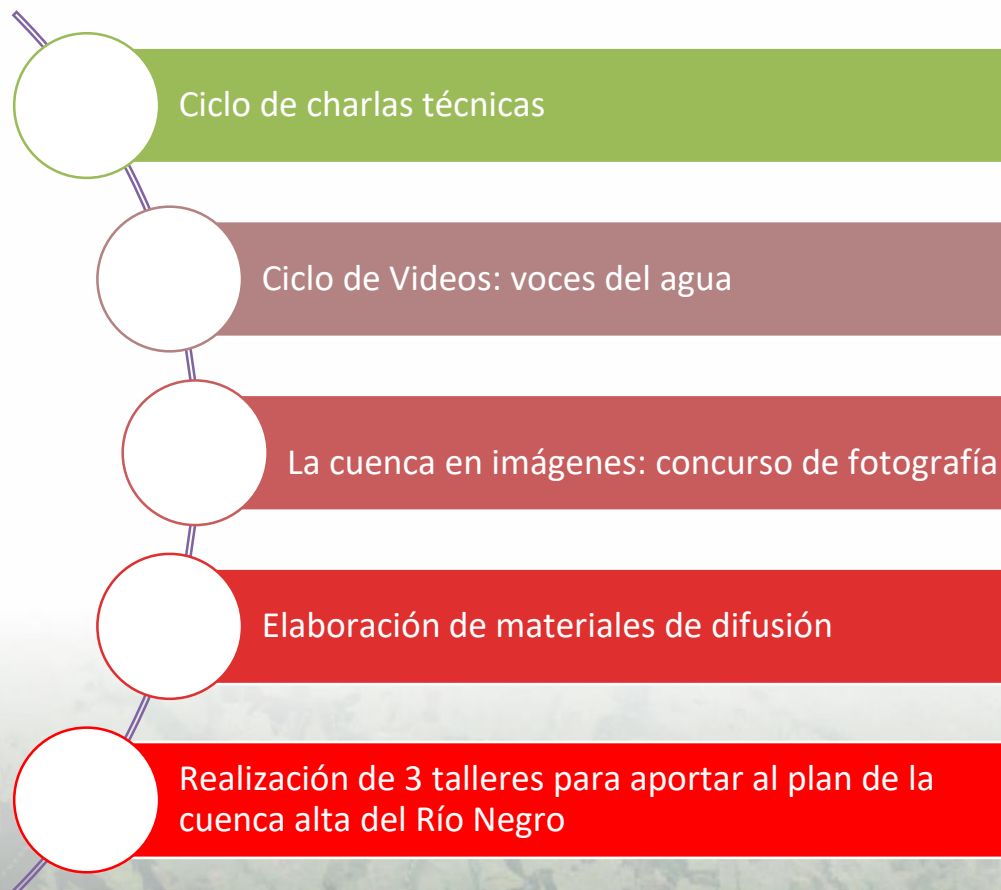 Ciclo de charlas técnicas
Ciclo de Videos: voces del agua
La cuenca en imágenes: concurso de fotografía
Elaboración de materiales de difusión
Realización de 3 talleres para aportar al plan de la
cuenca alta del Río Negro